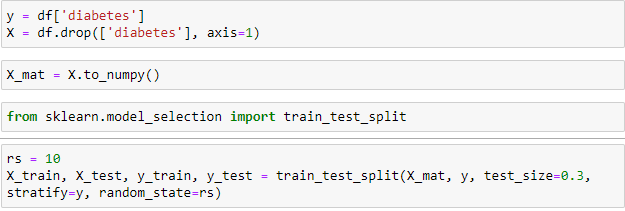 y = df['diabetes']
X = df.drop(['diabetes'], axis=1)
X_mat = X.to_numpy()
from sklearn.model_selection import train_test_split
rs = 10
X_train, X_test, y_train, y_test = train_test_split(X_mat, y, test_size=0.3,
stratify=y, random_state=rs)